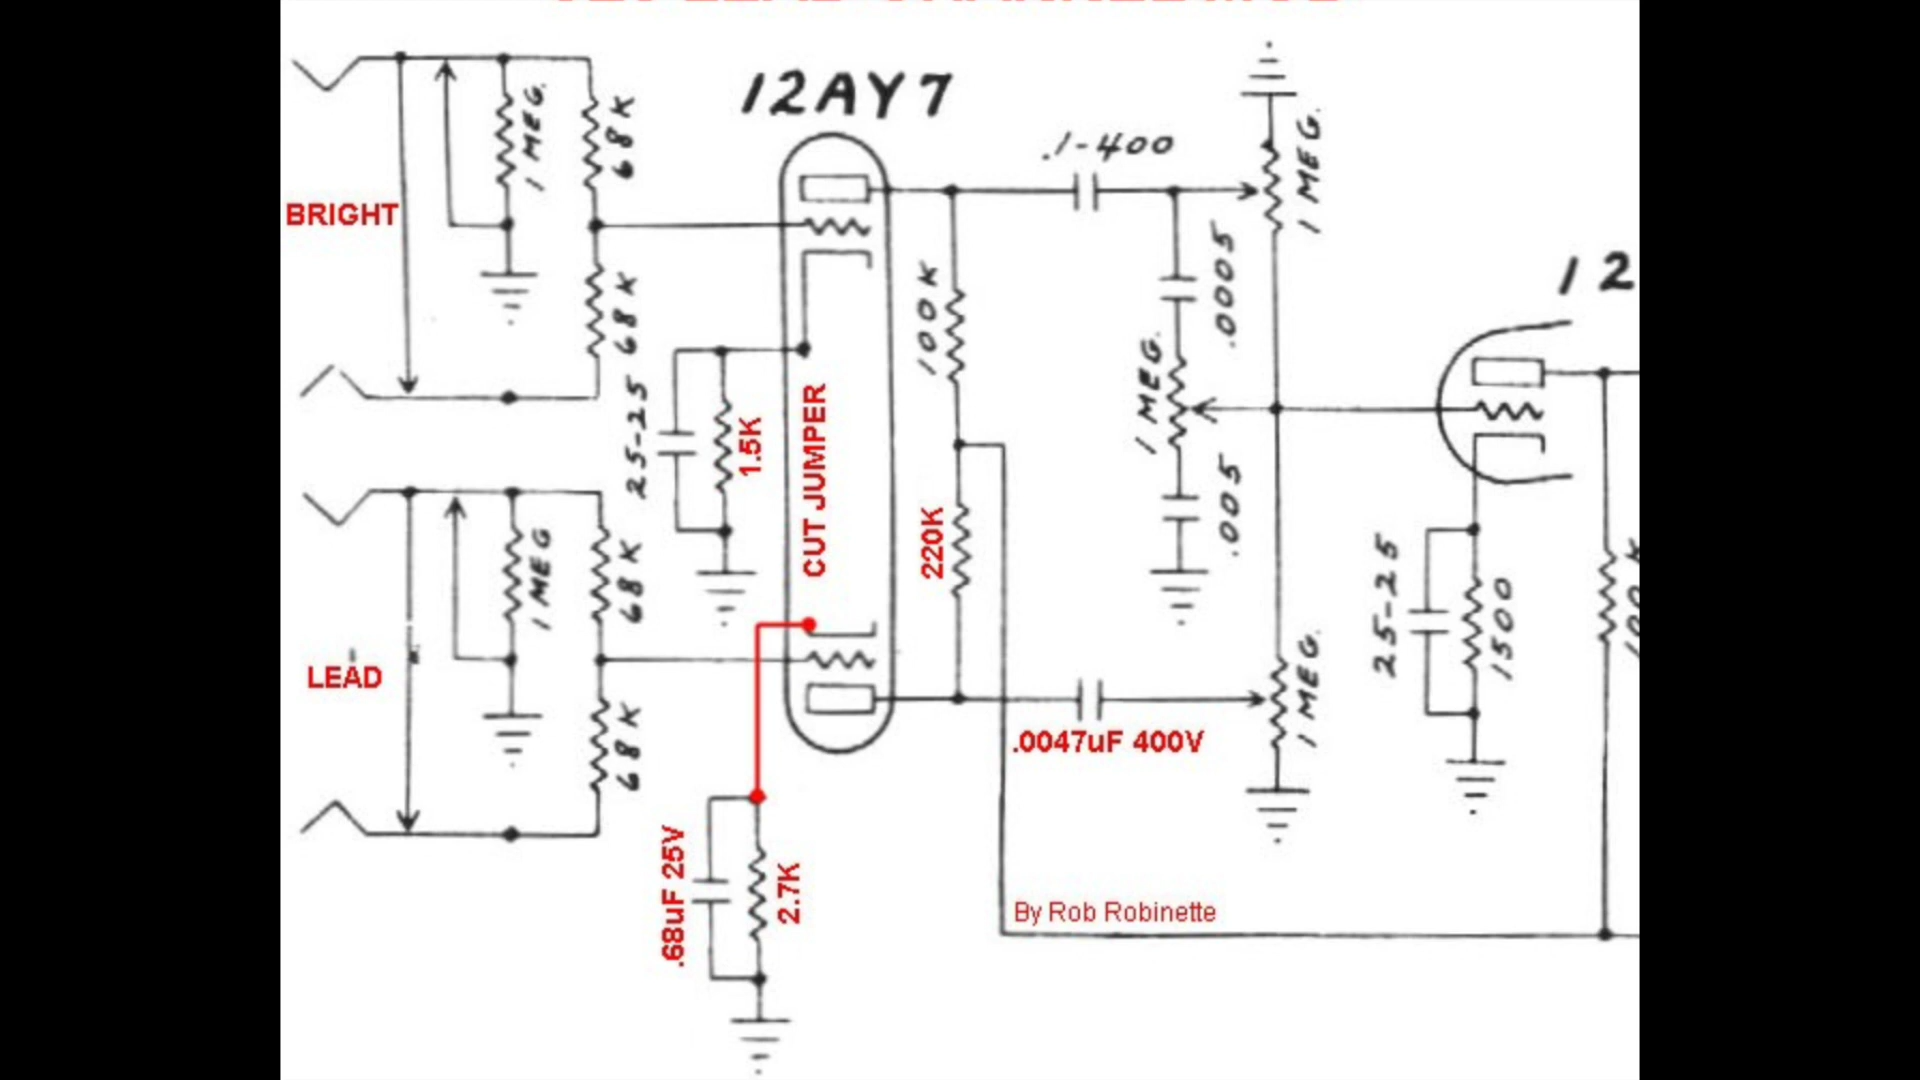 12AY7
.1-400
1 MEG.
68K
1 MEG.
BRIGHT
68K
100K
.0005
12
25-25
1.5K
CUT JUMPER
1 MEG.
.005
220K
1 MEG
68K
25-25
1500
100K
LEAD
68K
1 MEG.
.0047uF 400V
.68uF 25V
2.7K
By Rob Robinette